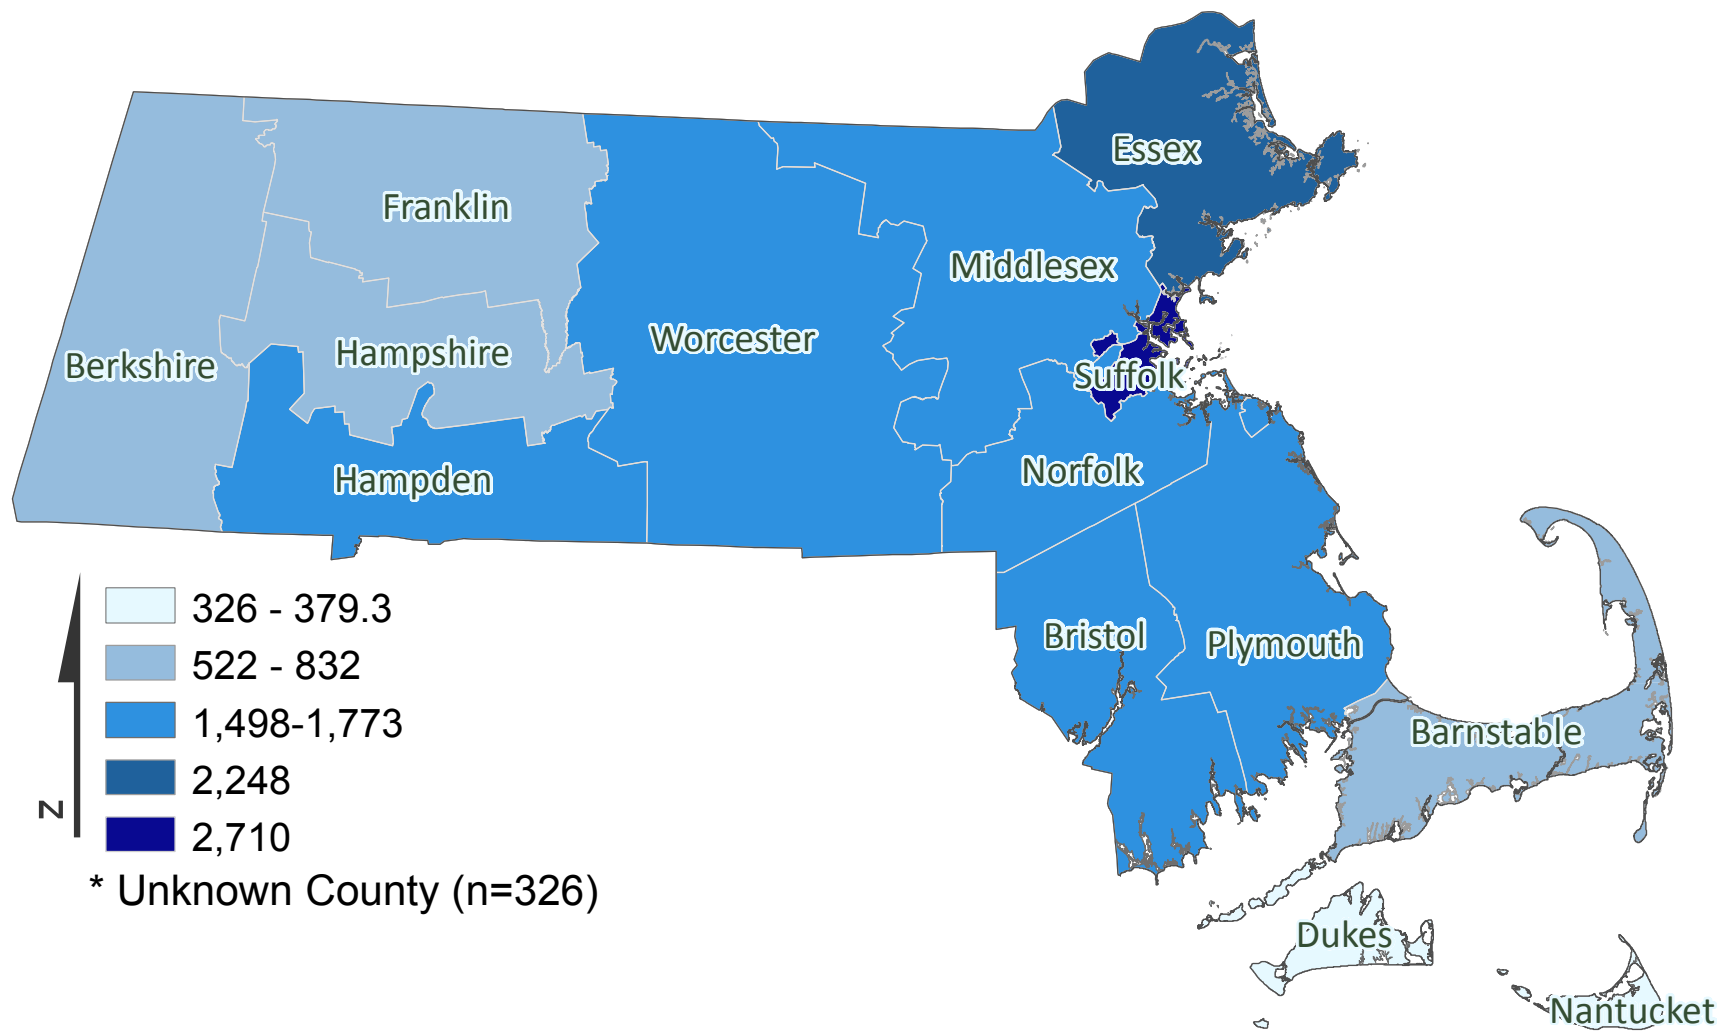 Essex
Franklin
Middlesex
Worcester
Hampshire
Berkshire
Suffolk
Norfolk
Hampden
326 - 379.3
522 - 832
1,498-1,773
2,248
2,710
N
* Unknown County (n=326)
Bristol
Plymouth
Barnstable
Dukes
Nantucket